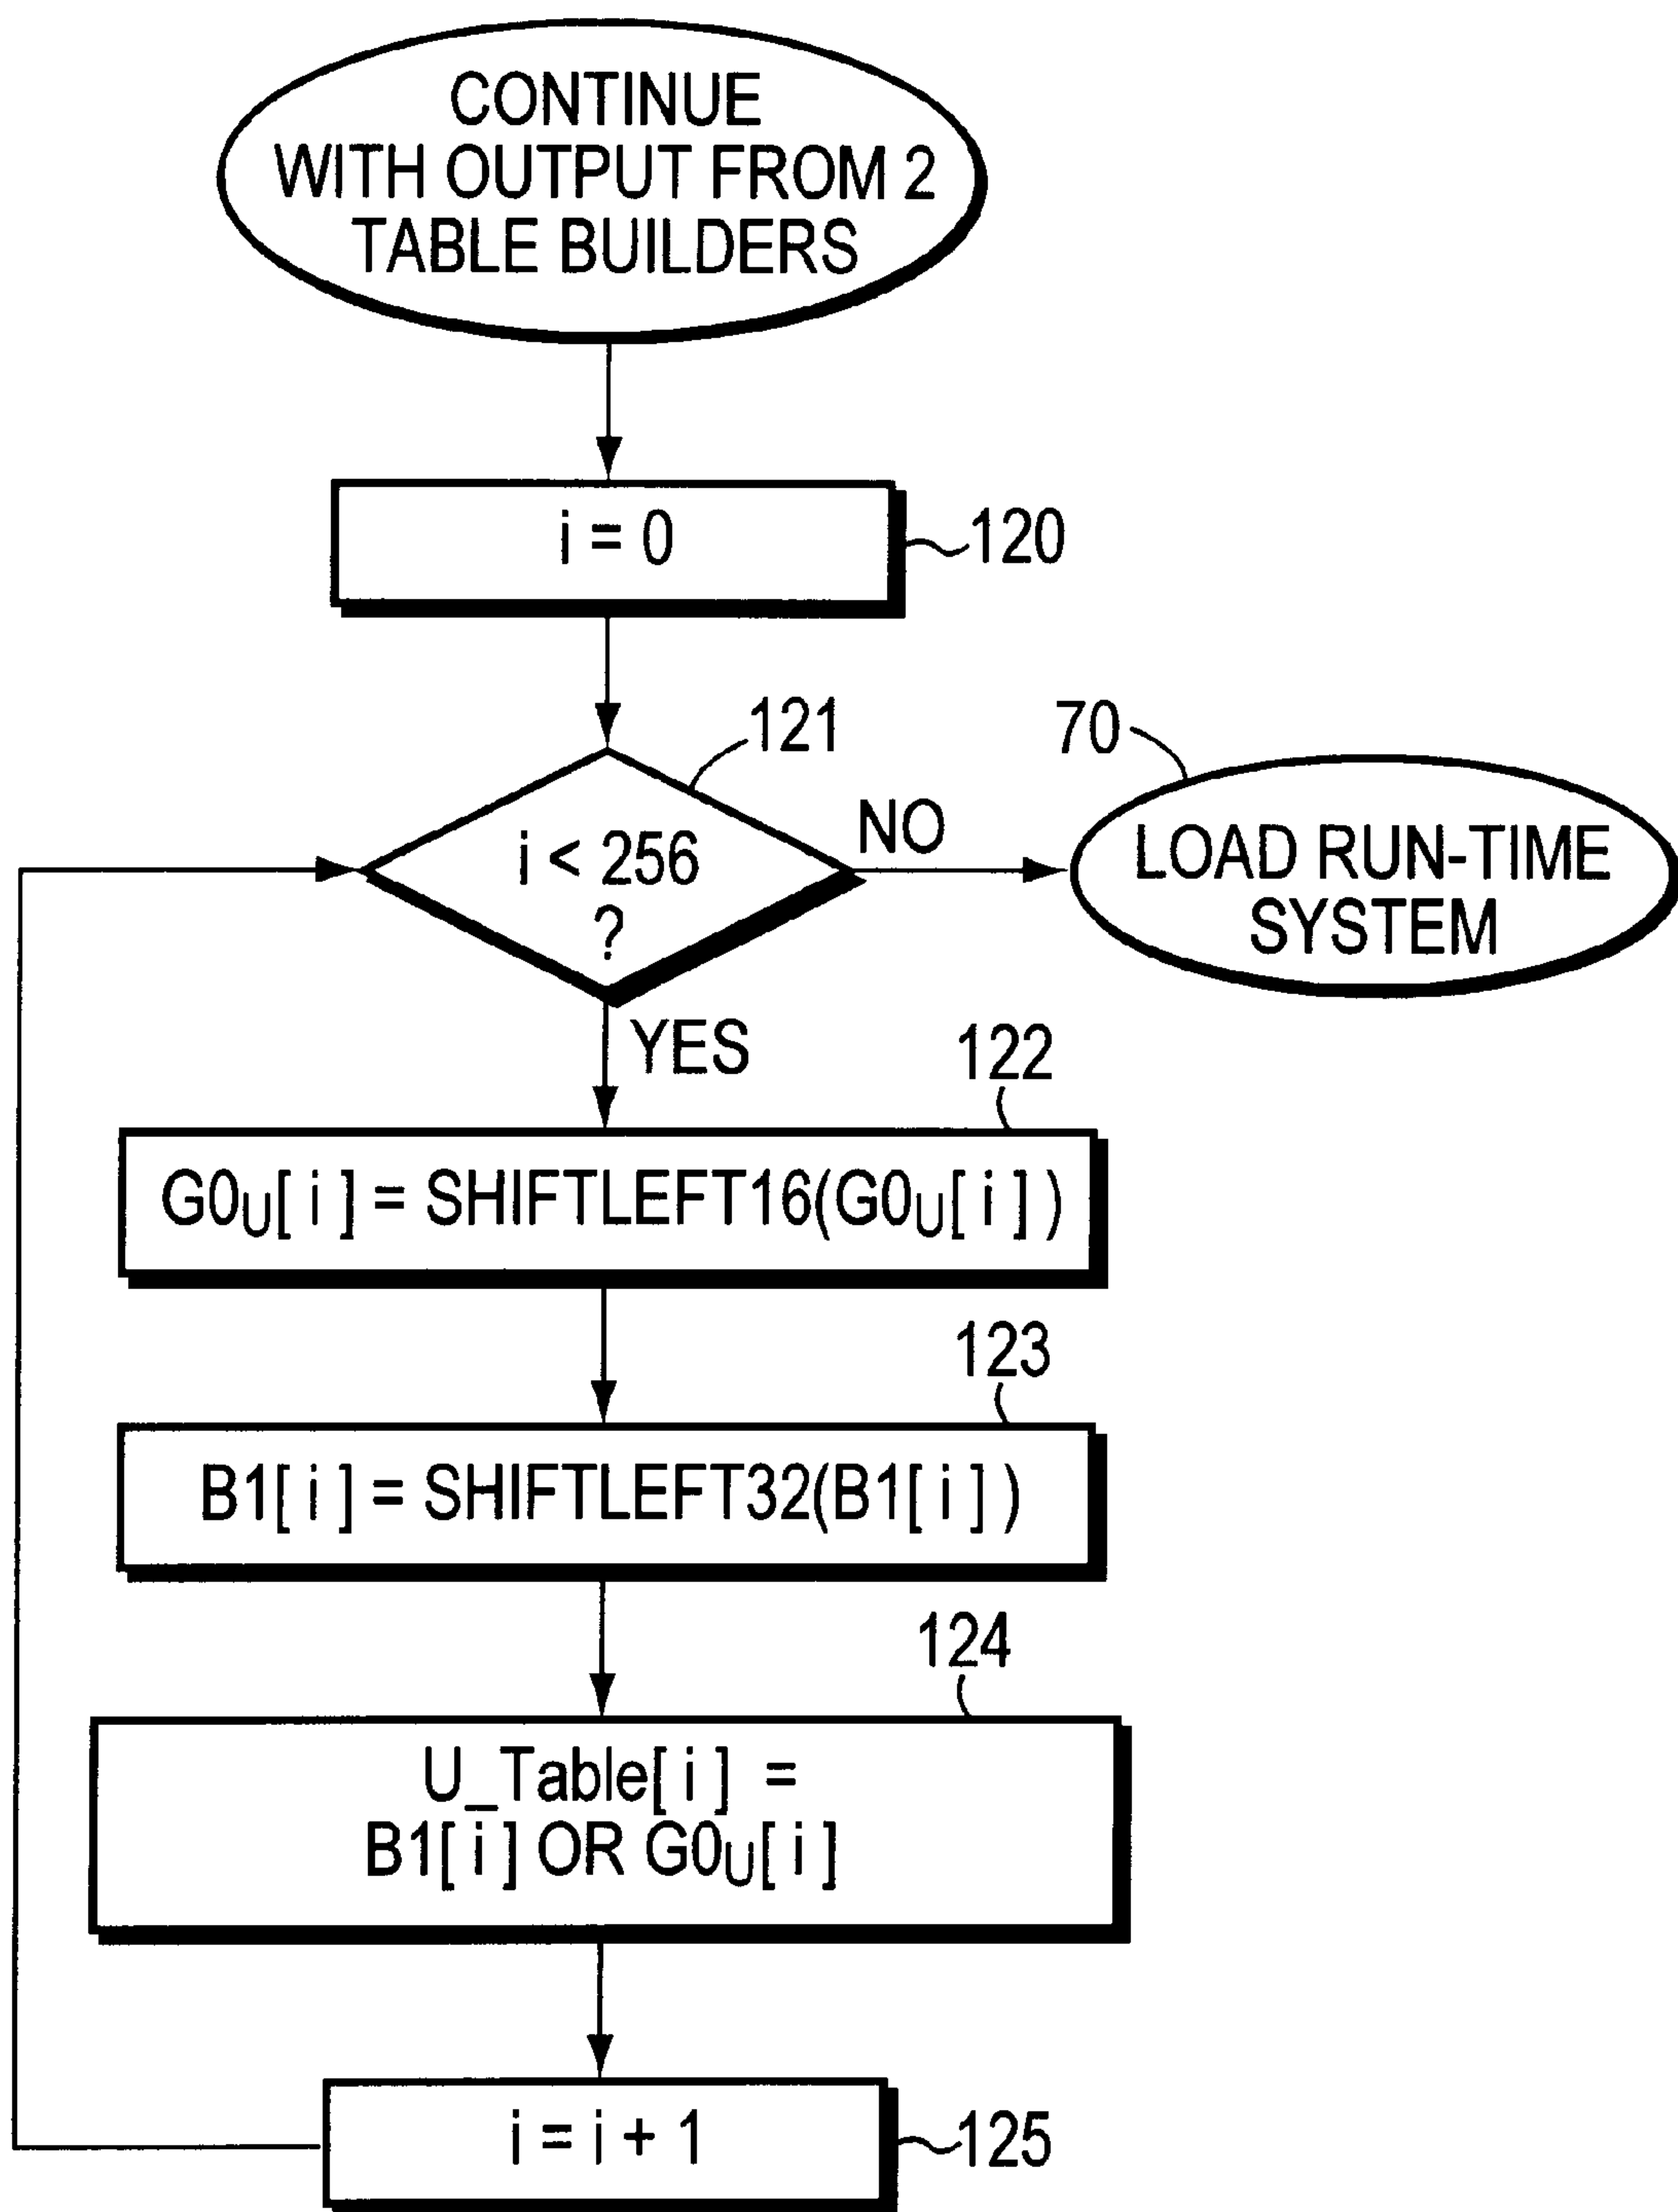 CONTINUE
WITH OUTPUT FROM 2
TABLE BUILDERS
i = 0
120
121
i < 256
?
NO
70
LOAD RUN-TIME
SYSTEM
YES
122
G0U[ i ] = SHIFTLEFT16(G0U[ i ] )
123
B1[ i ] = SHIFTLEFT32(B1[ i ] )
124
U_Table[ i ] =
B1[ i ] OR G0U[ i ]
i = i + 1
125